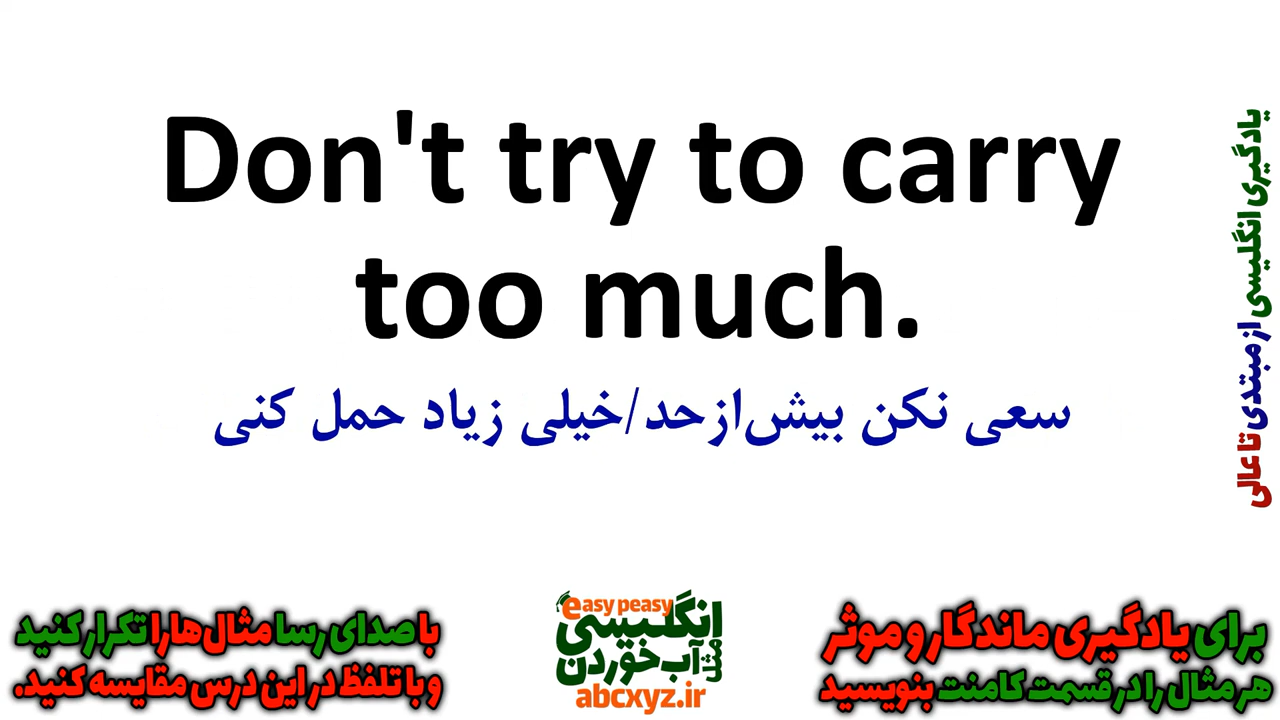 Don't try to carry
too much.
سعی نکن بیش‌ازحد/خیلی زیاد حمل کنی
یادگیری انگلیسی از مبتدی تا عالی
با صدای رسا مثال‌ها را تکرار کنید
و با تلفظ در این درس مقایسه کنید.
easy peasy
انگلیسی
مثل آب خوردن
abcxyz.ir
برای یادگیری ماندگار و موثر
هر مثال را در قسمت کامنت بنویسید